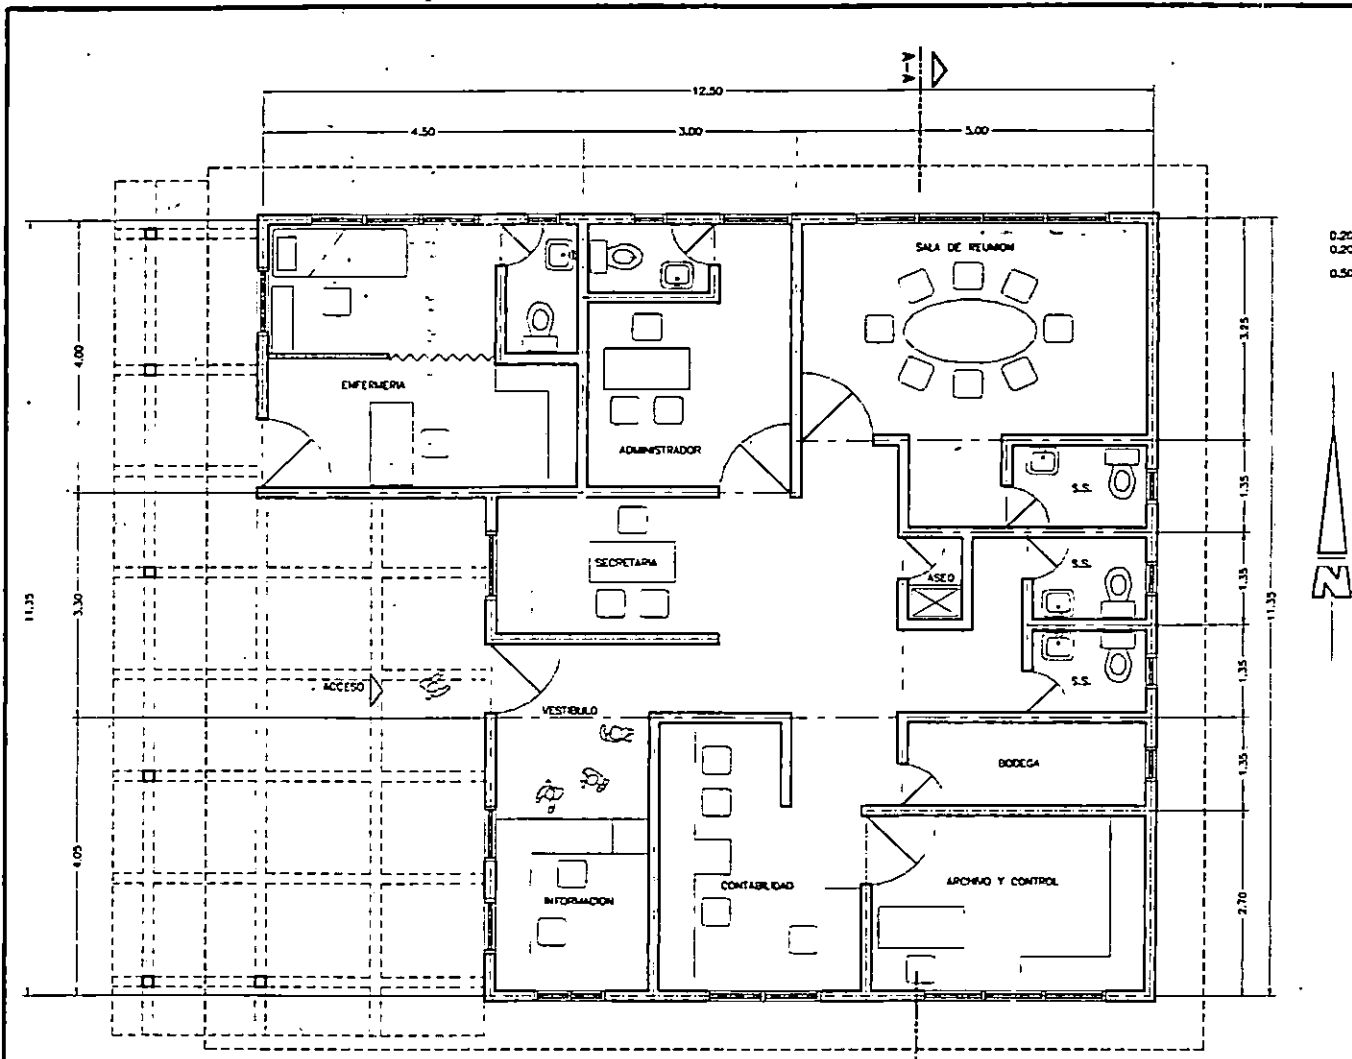 A-A
12.50
4.50
3.00
5.00
SALA DE REUNION
0.20
0.20
0.50
4.00
3.25
ENFERMERIA
ADMINISTRADOR
S.S.
1.35
SECRETARIA
ASEO
S.S.
1.35
11.35
3.30
11.35
N
S.S.
1.35
ACCESO
VESTIBULO
BODEGA
1.35
4.05
INFORMACION
CONTABILIDAD
ARCHIVO Y CONTROL
2.70